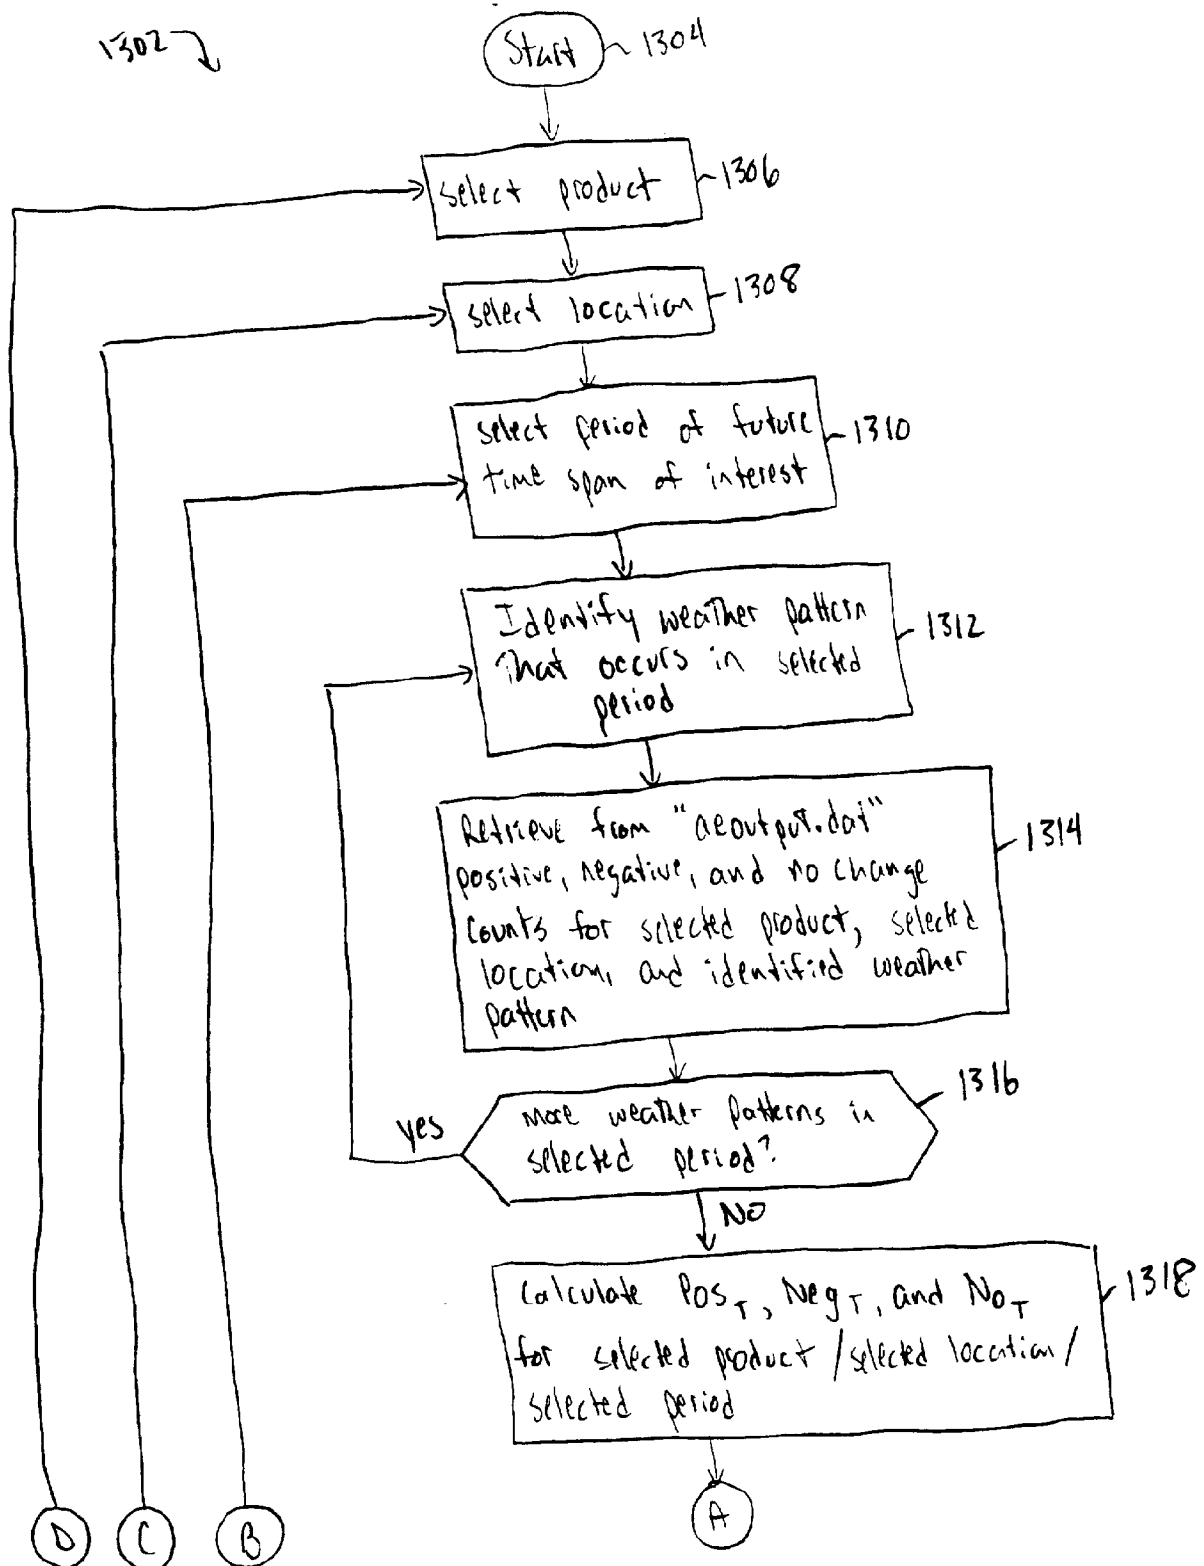 1302
Start
1304
select product
1306
select location
1308
select period of future
time span of interest
1310
Identify weather pattern
That occurs in selected
period
1312
Retrieve from "aeoutput.dat"
positive, negative, and no change
counts for selected product, selected
location, and identified weather
pattern
1314
More weather patterns in
selected period?
1316
yes
NO
Calculate Pos_T, Neg_T, and No_T
for selected product/selected location/
selected period
1318
D
C
B
A